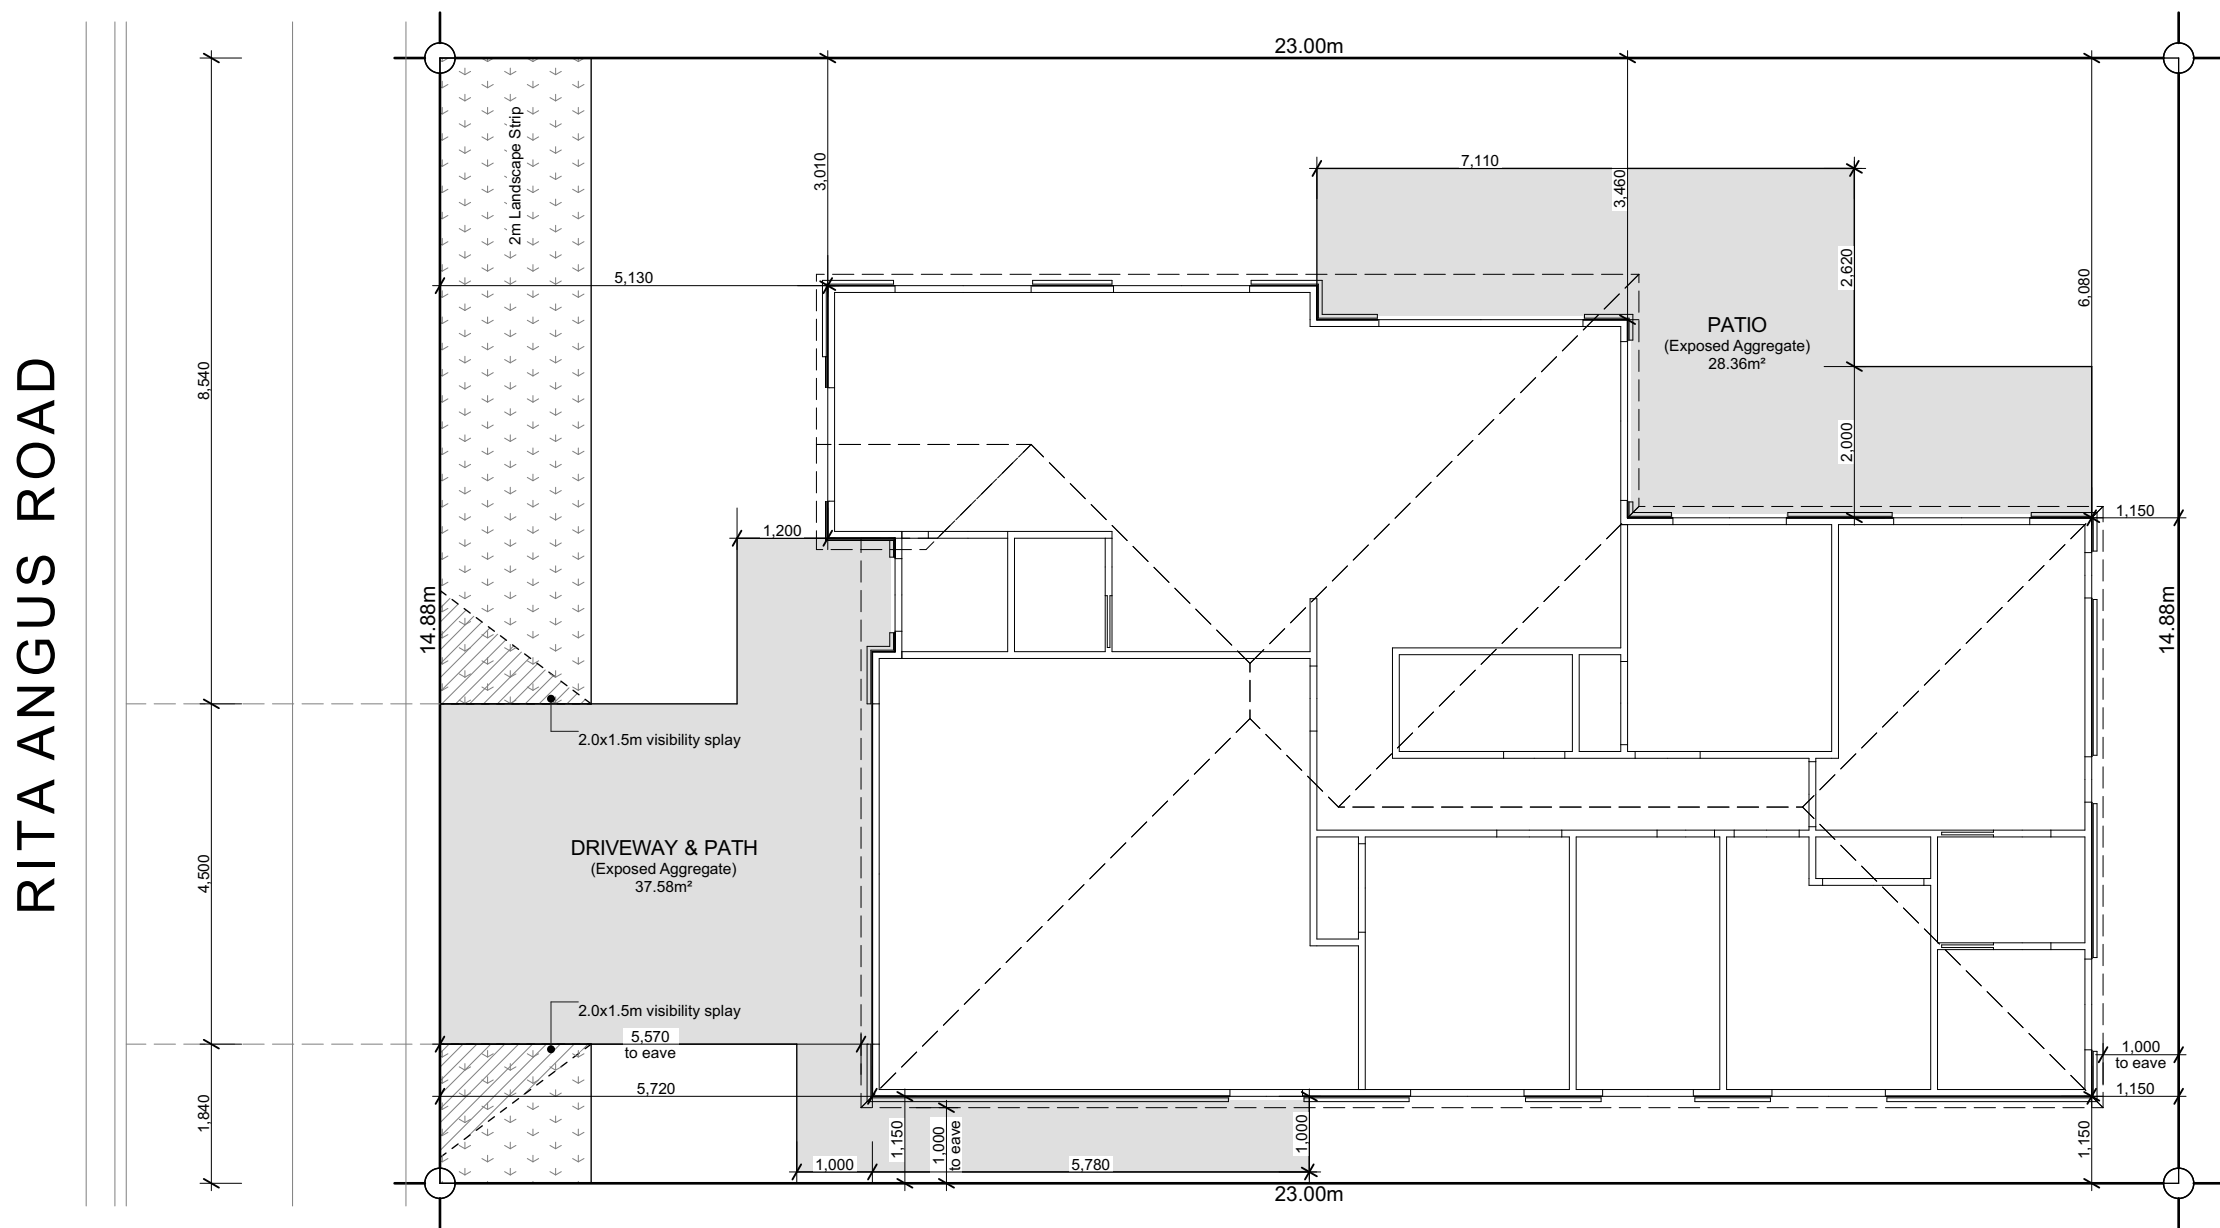 RITA ANGUS ROAD
23.00m
2m Landscape Strip
3,010
7,110
3,460
5,130
2,620
6,080
8,540
PATIO
(Exposed Aggregate)
28.36m²
2,000
1,200
1,150
14.88m
14.88m
2.0x1.5m visibility splay
DRIVEWAY & PATH
(Exposed Aggregate)
37.58m²
4,500
2.0x1.5m visibility splay
5,570
to eave
1,000
to eave
5,720
1,150
1,840
1,150
1,000
to eave
1,000
1,150
1,000
5,780
23.00m